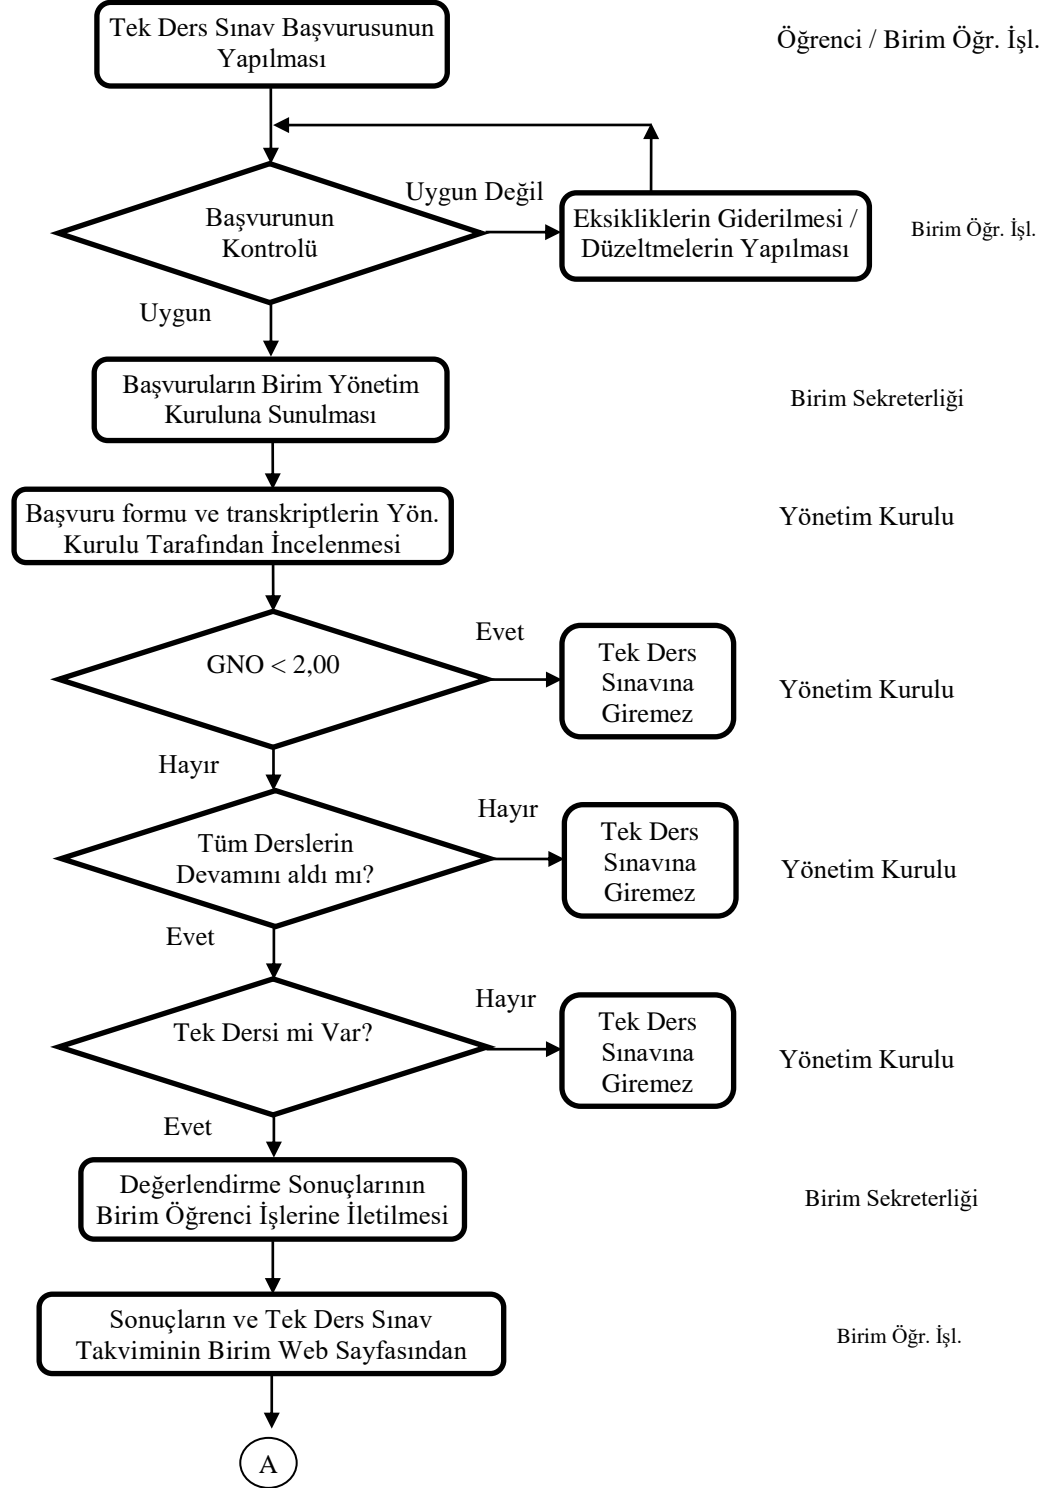 Tek Ders Sınav Başvurusunun
Yapılması
Öğrenci / Birim Öğr. İşl.
Başvurunun
Kontrolü
Uygun Değil
Eksikliklerin Giderilmesi /
Düzeltmelerin Yapılması
Birim Öğr. İşl.
Uygun
Başvuruların Birim Yönetim
Kuruluna Sunulması
Birim Sekreterliği
Başvuru formu ve transkriptlerin Yön.
Kurulu Tarafından İncelenmesi
Yönetim Kurulu
GNO < 2,00
Evet
Tek Ders
Sınavına
Giremez
Yönetim Kurulu
Hayır
Tüm Derslerin
Devamını aldı mı?
Hayır
Tek Ders
Sınavına
Giremez
Yönetim Kurulu
Evet
Tek Dersi mi Var?
Hayır
Tek Ders
Sınavına
Giremez
Yönetim Kurulu
Evet
Değerlendirme Sonuçlarının
Birim Öğrenci İşlerine İletilmesi
Birim Sekreterliği
Sonuçların ve Tek Ders Sınav
Takviminin Birim Web Sayfasından
Birim Öğr. İşl.
A